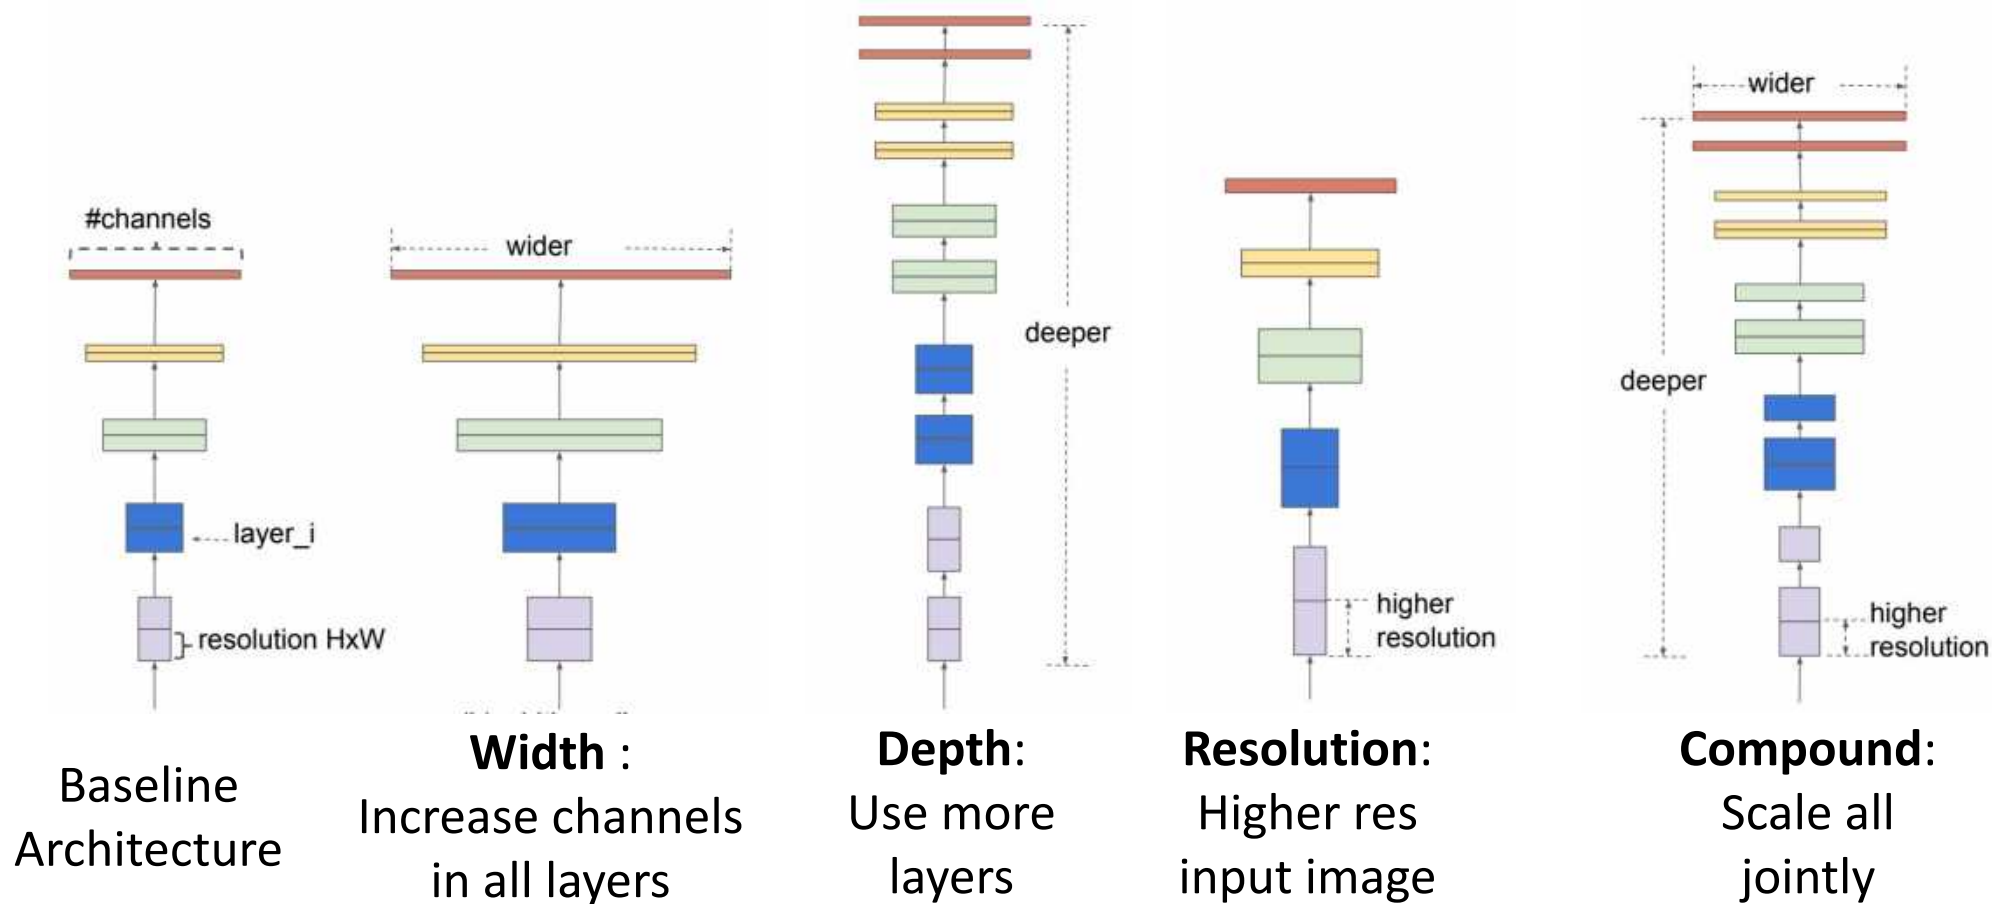 #channels
layer_i
resolution HxW
Baseline
Architecture
wider
Width :
Increase channels
in all layers
deeper
Depth:
Use more
layers
higher
resolution
Resolution:
Higher res
input image
wider
deeper
higher
resolution
Compound:
Scale all
jointly